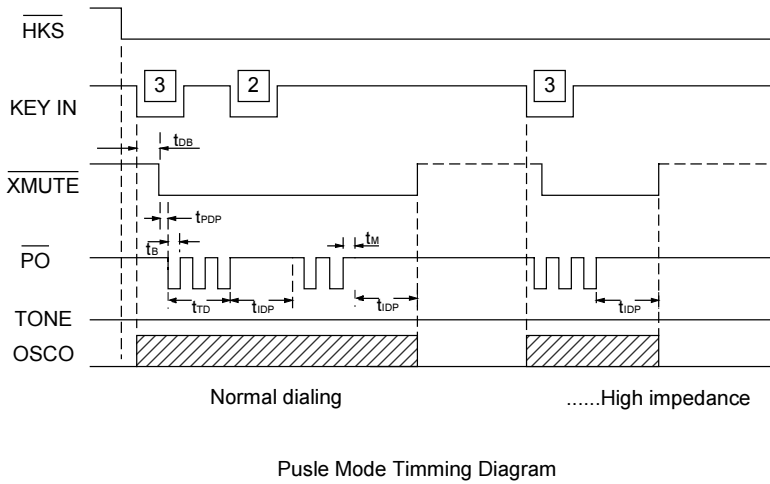 HKS
3 2 3
KEY IN
tDB
XMUTE
tPDP
tB tM
PO
tTD tIDP tIDP tIDP
TONE
OSCO
Normal dialing ......High impedance
Pusle Mode Timming Diagram